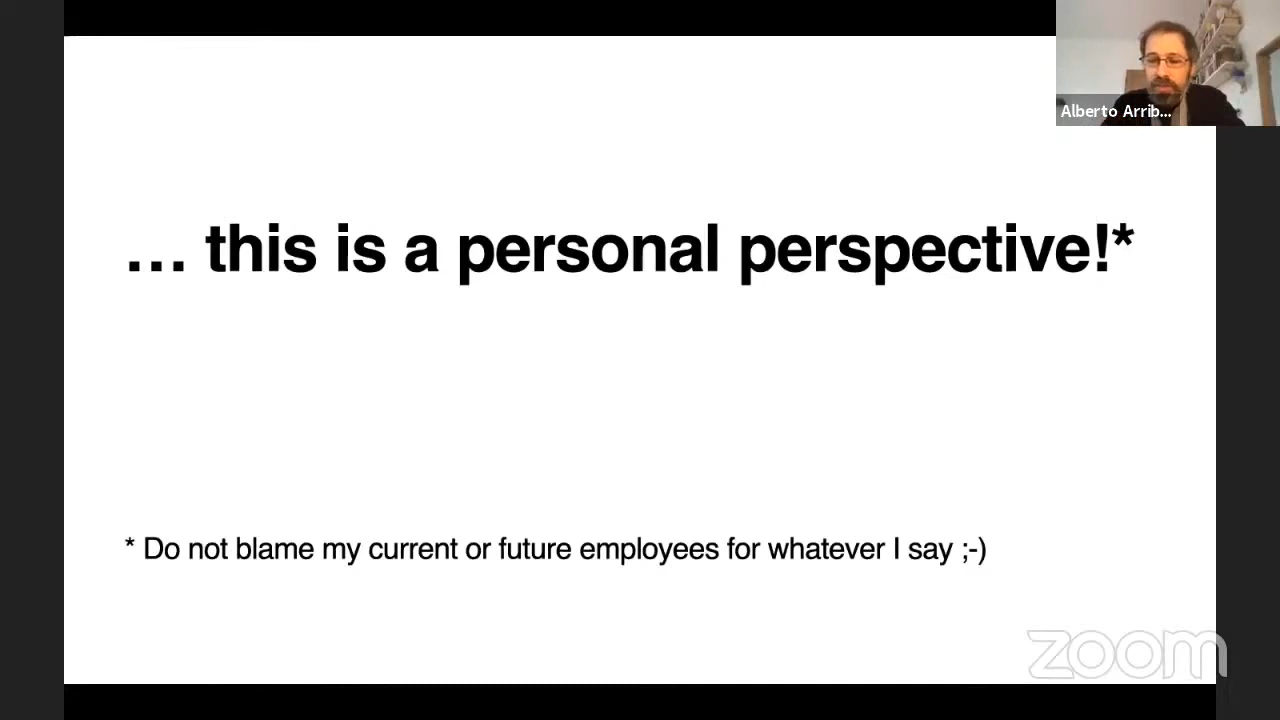 Alberto Arrib...
... this is a personal perspective!*
* Do not blame my current or future employees for whatever I say ;-)
zoom